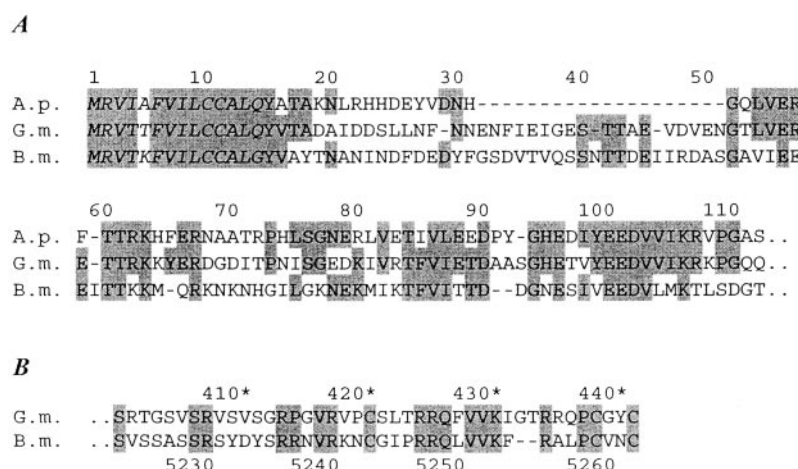 A
1 10 20 30 40 50
A.p. MRVIAFVILCCALQYATAKNLRHHDEYVDNH--------------------GQLVER
G.m. MRVTTFVILCCALQYVTADAIDDSLLNF-NNENFIEIGES-TTAE-VDVENGTLVER
B.m. MRVTKFVILCCALGYVAYTNANINDFDEDYFGSDVTVQSSNTTDEIIRDASGAVIEE
60 70 80 90 100 110
A.p. F-TTRKHFERNAATRPHLSGNERLVETIVLEEDPY-GHEDIYEEDVVIKRVPGAS..
G.m. E-TTRKKYERDGDITPNISGEDKIVRTFVIETDAASGHETVYEEDVVIKRKPGQQ..
B.m. EITTKKM-QRKNKNHGILGKNEKMIKTFVITTD--DGNESIVEEDVLMKTLSDGT..
B
410* 420* 430* 440*
G.m. ..SRTGSVSRVSVSGRPGVRVPCSLTRRQFVVKIGTRRQPCGYC
B.m. ..SVSSASSRSYDYSRRNVRKNCGIPRRQLVVKF--RALPCVNC
5230 5240 5250 5260